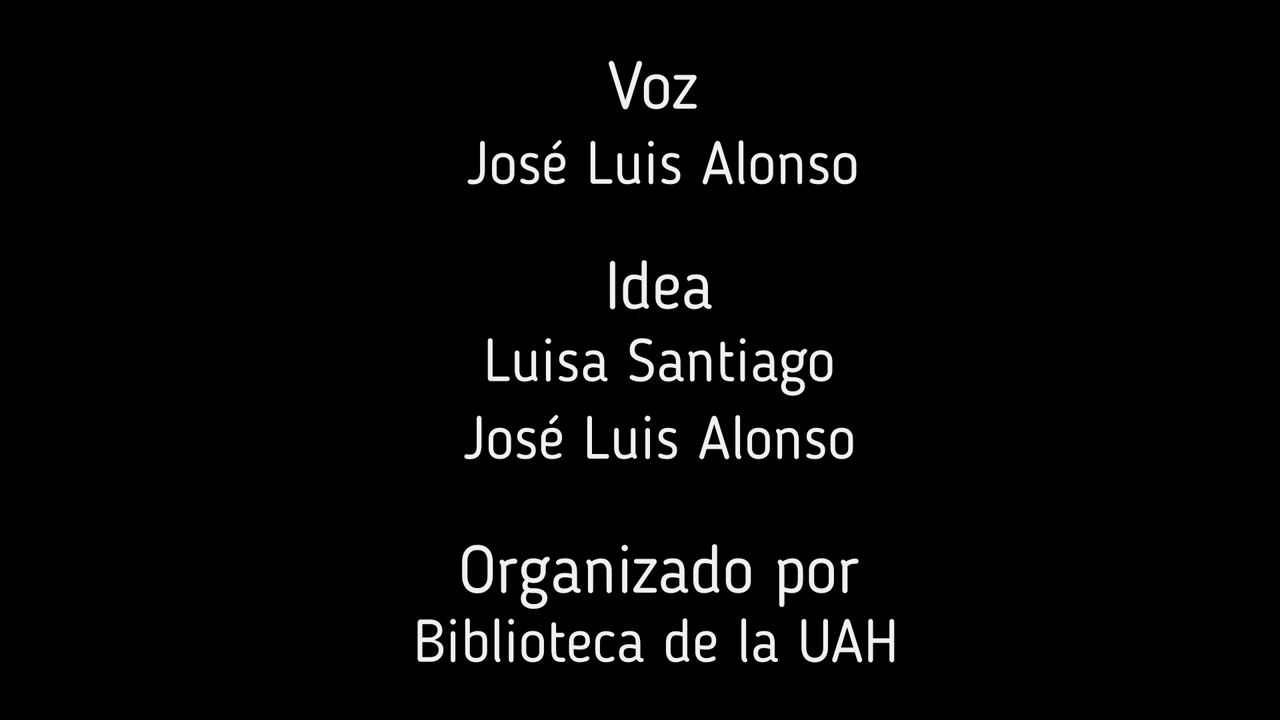 Voz
José Luis Alonso
Idea
Luisa Santiago
José Luis Alonso
Organizado por
Biblioteca de la UAH